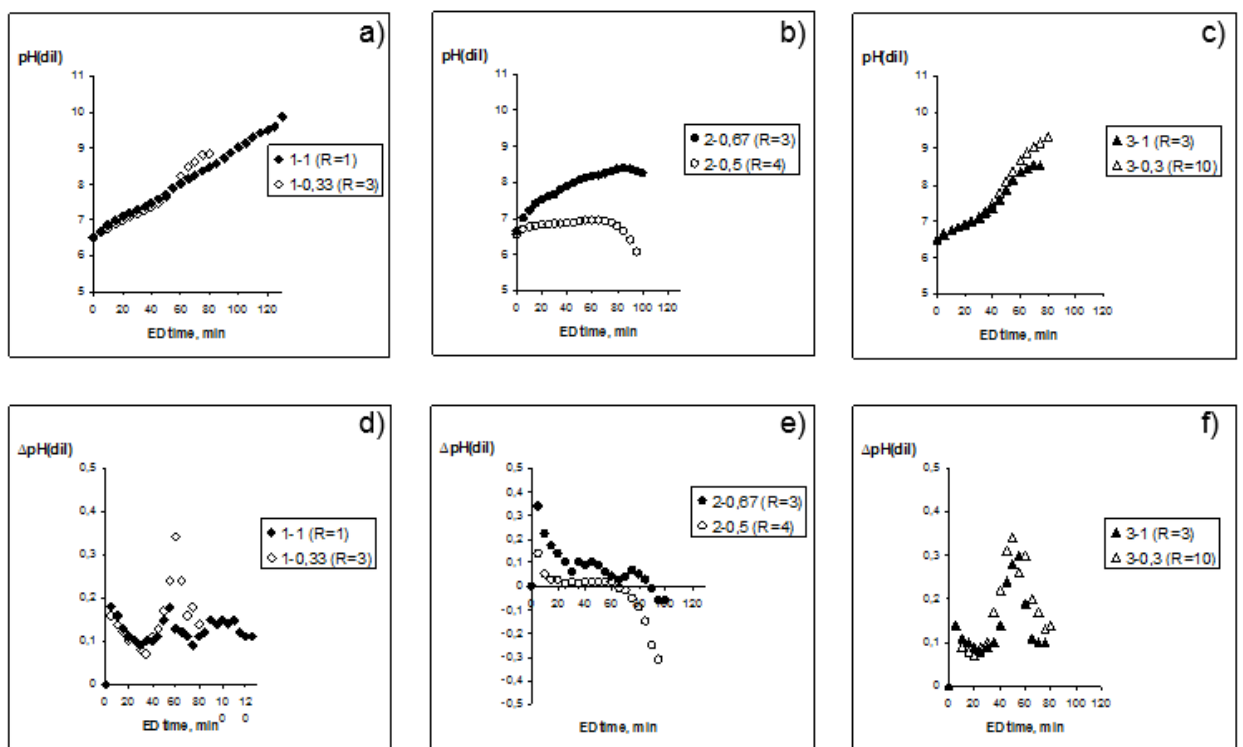 a)
pH(dil)
11
10
9
8
7
6
5
0 20 40 60 80 100 120
ED time, min
1-1 (R=1)
1-0,33 (R=3)
b)
pH(dil)
11
10
9
8
7
6
5
0 20 40 60 80 100 120
ED time, min
2-0,67 (R=3)
2-0,5 (R=4)
c)
pH(dil)
11
10
9
8
7
6
5
0 20 40 60 80 100 120
ED time, min
3-1 (R=3)
3-0,3 (R=10)
d)
ΔpH(dil)
0,5
0,4
0,3
0,2
0,1
0
0 20 40 60 80 10 12
0 0
ED time, min
1-1 (R=1)
1-0,33 (R=3)
e)
ΔpH(dil)
0,5
0,4
0,3
0,2
0,1
0
-0,1
-0,2
-0,3
-0,4
-0,5
0 20 40 60 80 100 120
ED time, min
2-0,67 (R=3)
2-0,5 (R=4)
f)
ΔpH(dil)
0,5
0,4
0,3
0,2
0,1
0
0 20 40 60 80 100 120
ED time, min
3-1 (R=3)
3-0,3 (R=10)